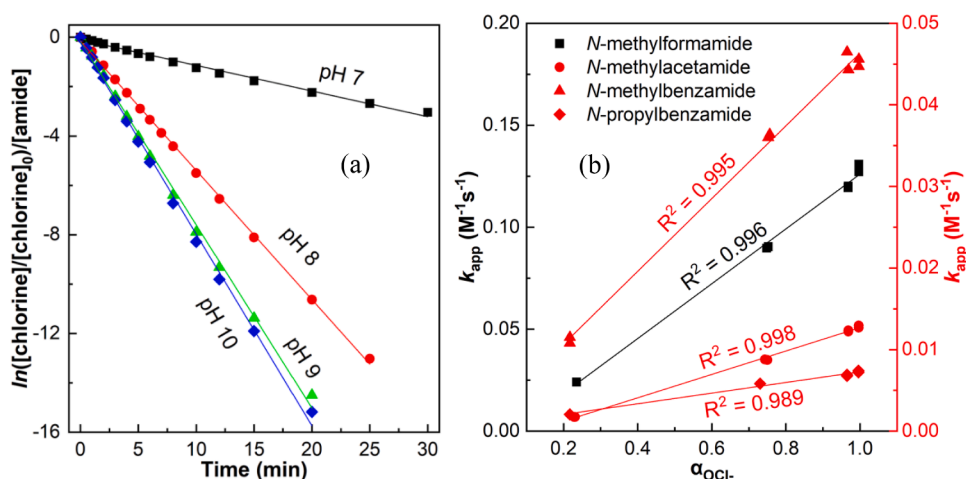 ln([chlorine]/[chlorine]₀)/[amide]
0
-4
-8
-12
-16
pH 7
(a)
pH 8
pH 9
pH 10
0 5 10 15 20 25 30
Time (min)
k_app (M⁻¹s⁻¹)
0.20
0.15
0.10
0.05
0.00
N-methylformamide
N-methylacetamide
N-methylbenzamide
N-propylbenzamide
(b)
R² = 0.995
R² = 0.996
R² = 0.998
R² = 0.989
0.2 0.4 0.6 0.8 1.0
α_OCl-
0.05
0.04
0.03
0.02
0.01
0.00
k_app (M⁻¹s⁻¹)